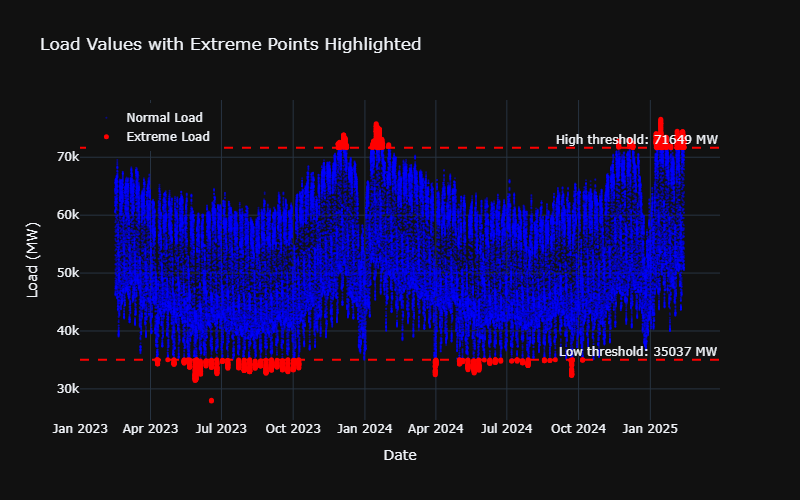 Load Values with Extreme Points Highlighted
Normal Load
Extreme Load
High threshold: 71649 MW
70k
60k
50k
40k
30k
Load (MW)
Low threshold: 35037 MW
Jan 2023 Apr 2023 Jul 2023 Oct 2023 Jan 2024 Apr 2024 Jul 2024 Oct 2024 Jan 2025
Date